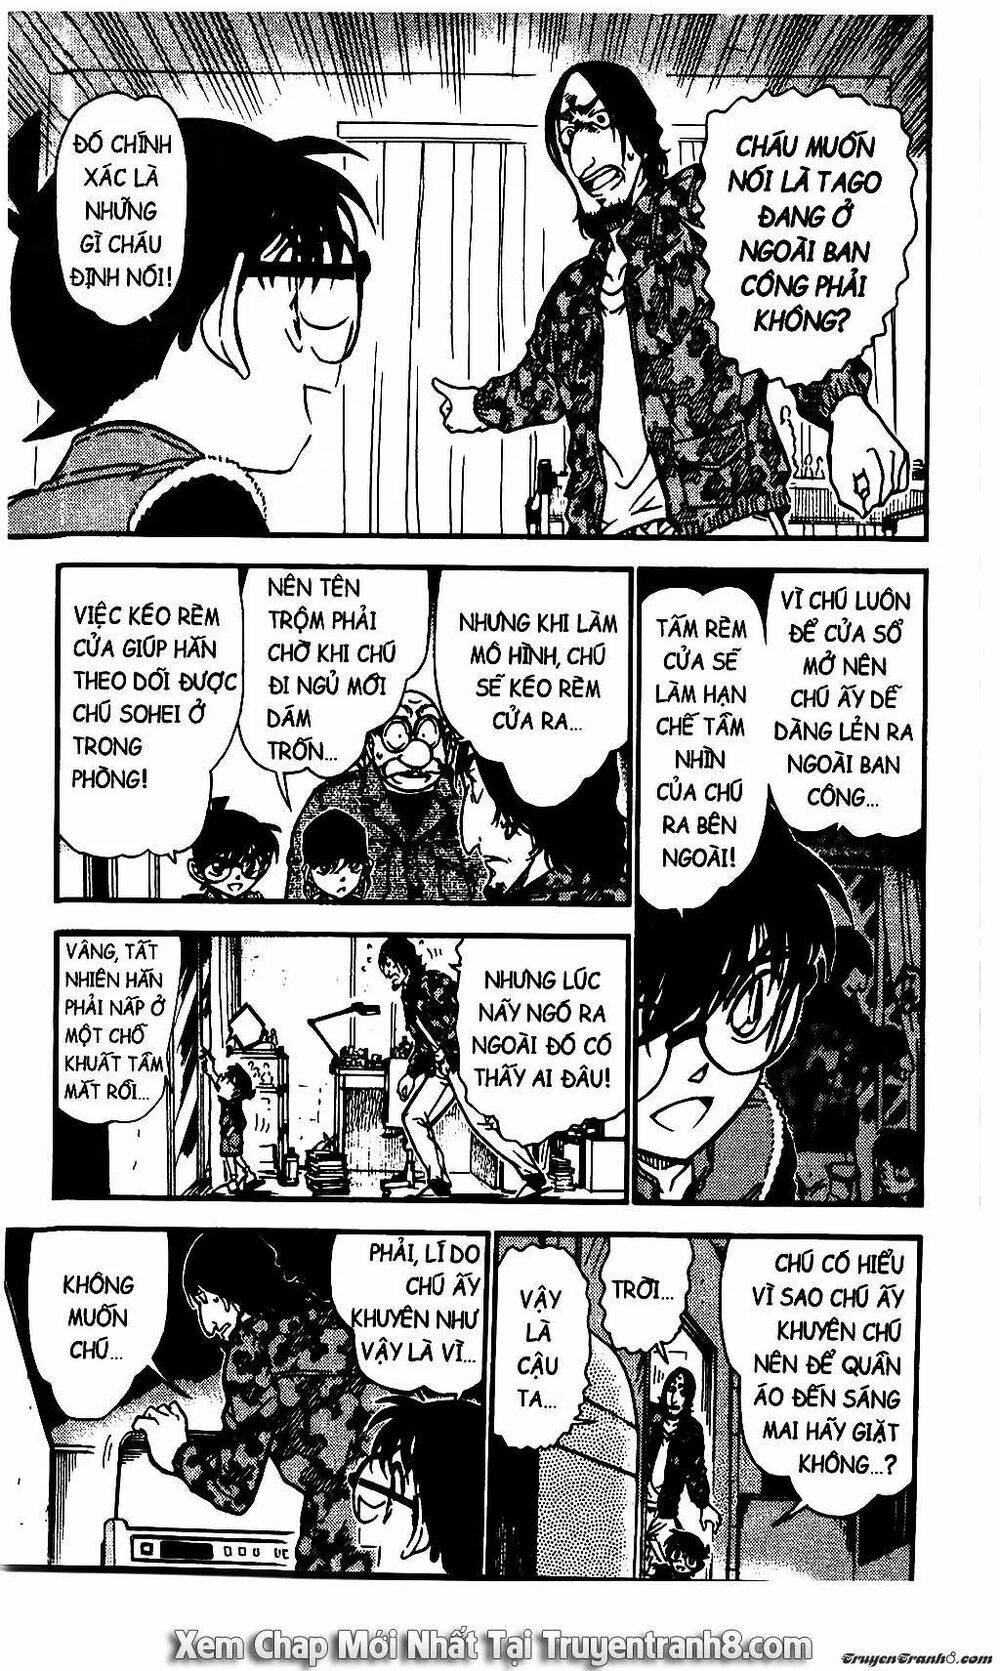 CHÁU MUỐN
NÓI LÀ TAGO
ĐANG Ở
NGOÀI BAN
CÔNG PHẢI
KHÔNG?
ĐÓ CHÍNH
XÁC LÀ
NHỮNG
GÌ CHÁU
ĐỊNH NÓI!
VÌ CHÚ LUÔN
ĐỂ CỬA SỔ
MỞ NÊN
CHÚ ẤY DỄ
DÀNG LẺN RA
NGOÀI BAN
CÔNG...
TẤM RÈM
CỬA SẼ
LÀM HẠN
CHẾ TẦM
NHÌN
CỦA CHÚ
RA BÊN
NGOÀI!
NHƯNG KHI LÀM
MÔ HÌNH, CHÚ
SẼ KÉO RÈM
CỬA RA...
NÊN TÊN
TRỘM PHẢI
CHỜ KHI CHÚ
ĐI NGỦ MỚI
DÁM
TRỐN...
VIỆC KÉO RÈM
CỬA GIÚP HẮN
THEO DÕI ĐƯỢC
CHÚ SOHEI Ở
TRONG
PHÒNG!
NHƯNG LÚC
NÃY NGÓ RA
NGOÀI ĐÓ CÓ
THẤY AI ĐÂU!
VÂNG, TẤT
NHIÊN HẮN
PHẢI NẤP Ở
MỘT CHỖ
KHUẤT TẦM
MẮT RỒI...
CHÚ CÓ HIỂU
VÌ SAO CHÚ ẤY
KHUYÊN CHÚ
NÊN ĐỂ QUẦN
ÁO ĐẾN SÁNG
MAI HÃY GIẶT
KHÔNG...?
TRỜI...
VẬY
LÀ
CẬU
TA...
PHẢI, LÍ DO
CHÚ ẤY
KHUYÊN NHƯ
VẬY LÀ VÌ...
KHÔNG
MUỐN
CHÚ...
Xem Chap Mới Nhất Tại Truyentranh8.com
TruyenTranh8.com